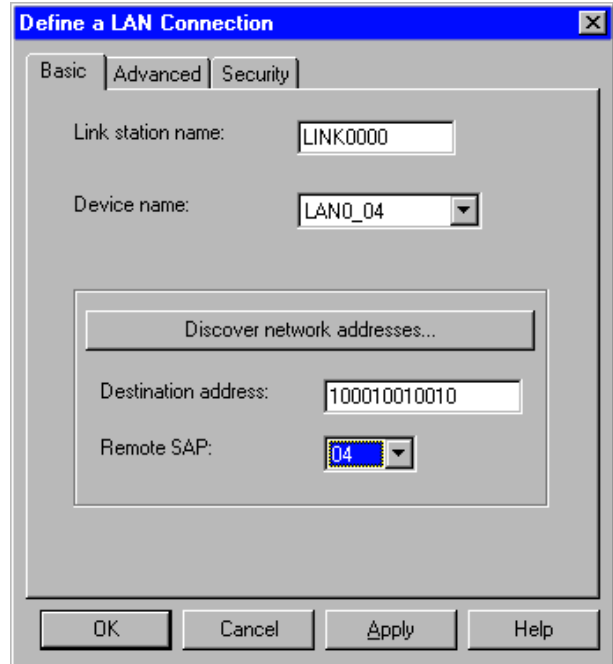 Define a LAN Connection
Basic Advanced Security
Link station name: LINK0000
Device name: LAN0_04
Discover network addresses...
Destination address: 100010010010
Remote SAP: 04
OK Cancel Apply Help